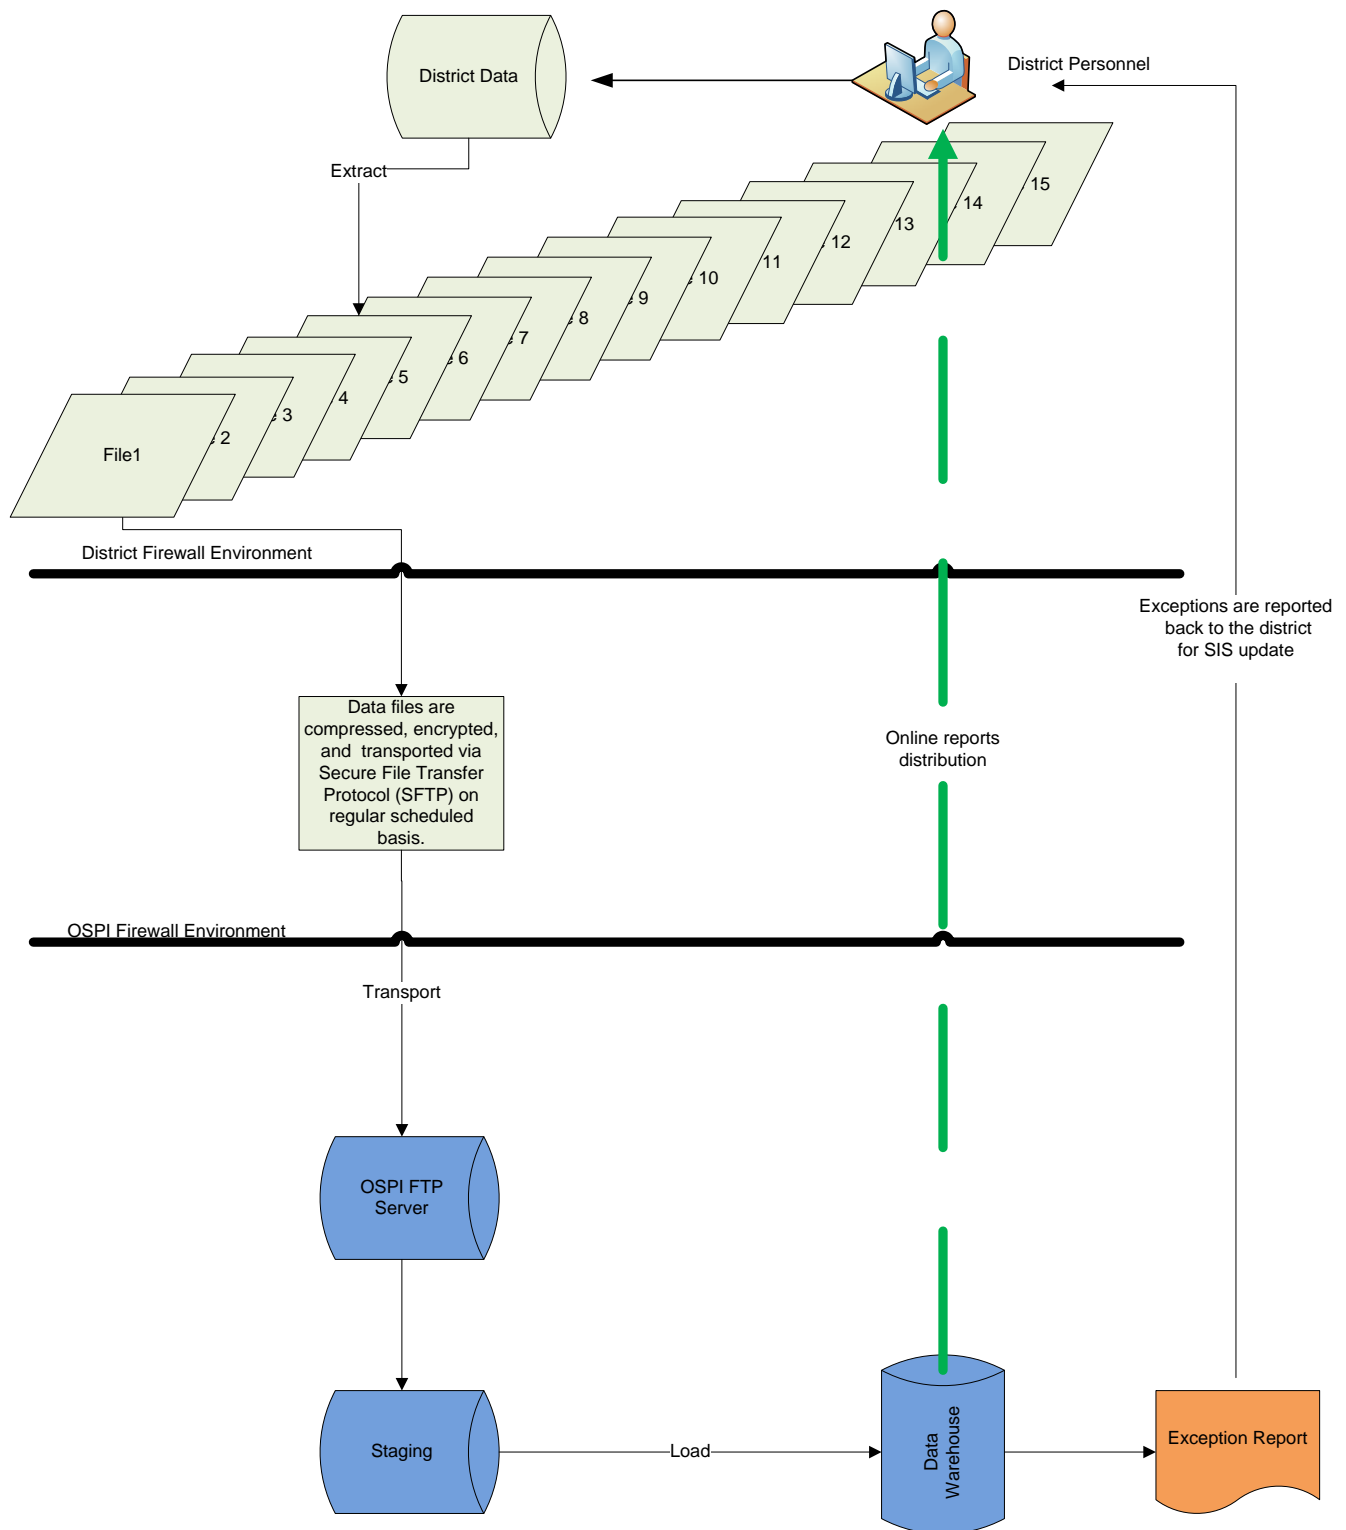 District Data
District Personnel
Extract
15
14
13
12
11
10
e 9
e 8
7
e 6
e 5
4
3
2
File1
District Firewall Environment
Exceptions are reported
back to the district
for SIS update
Data files are
compressed, encrypted,
and transported via
Secure File Transfer
Protocol (SFTP) on
regular scheduled
basis.
Online reports
distribution
OSPI Firewall Environment
Transport
OSPI FTP
Server
Staging
Load
Data
Warehouse
Exception Report